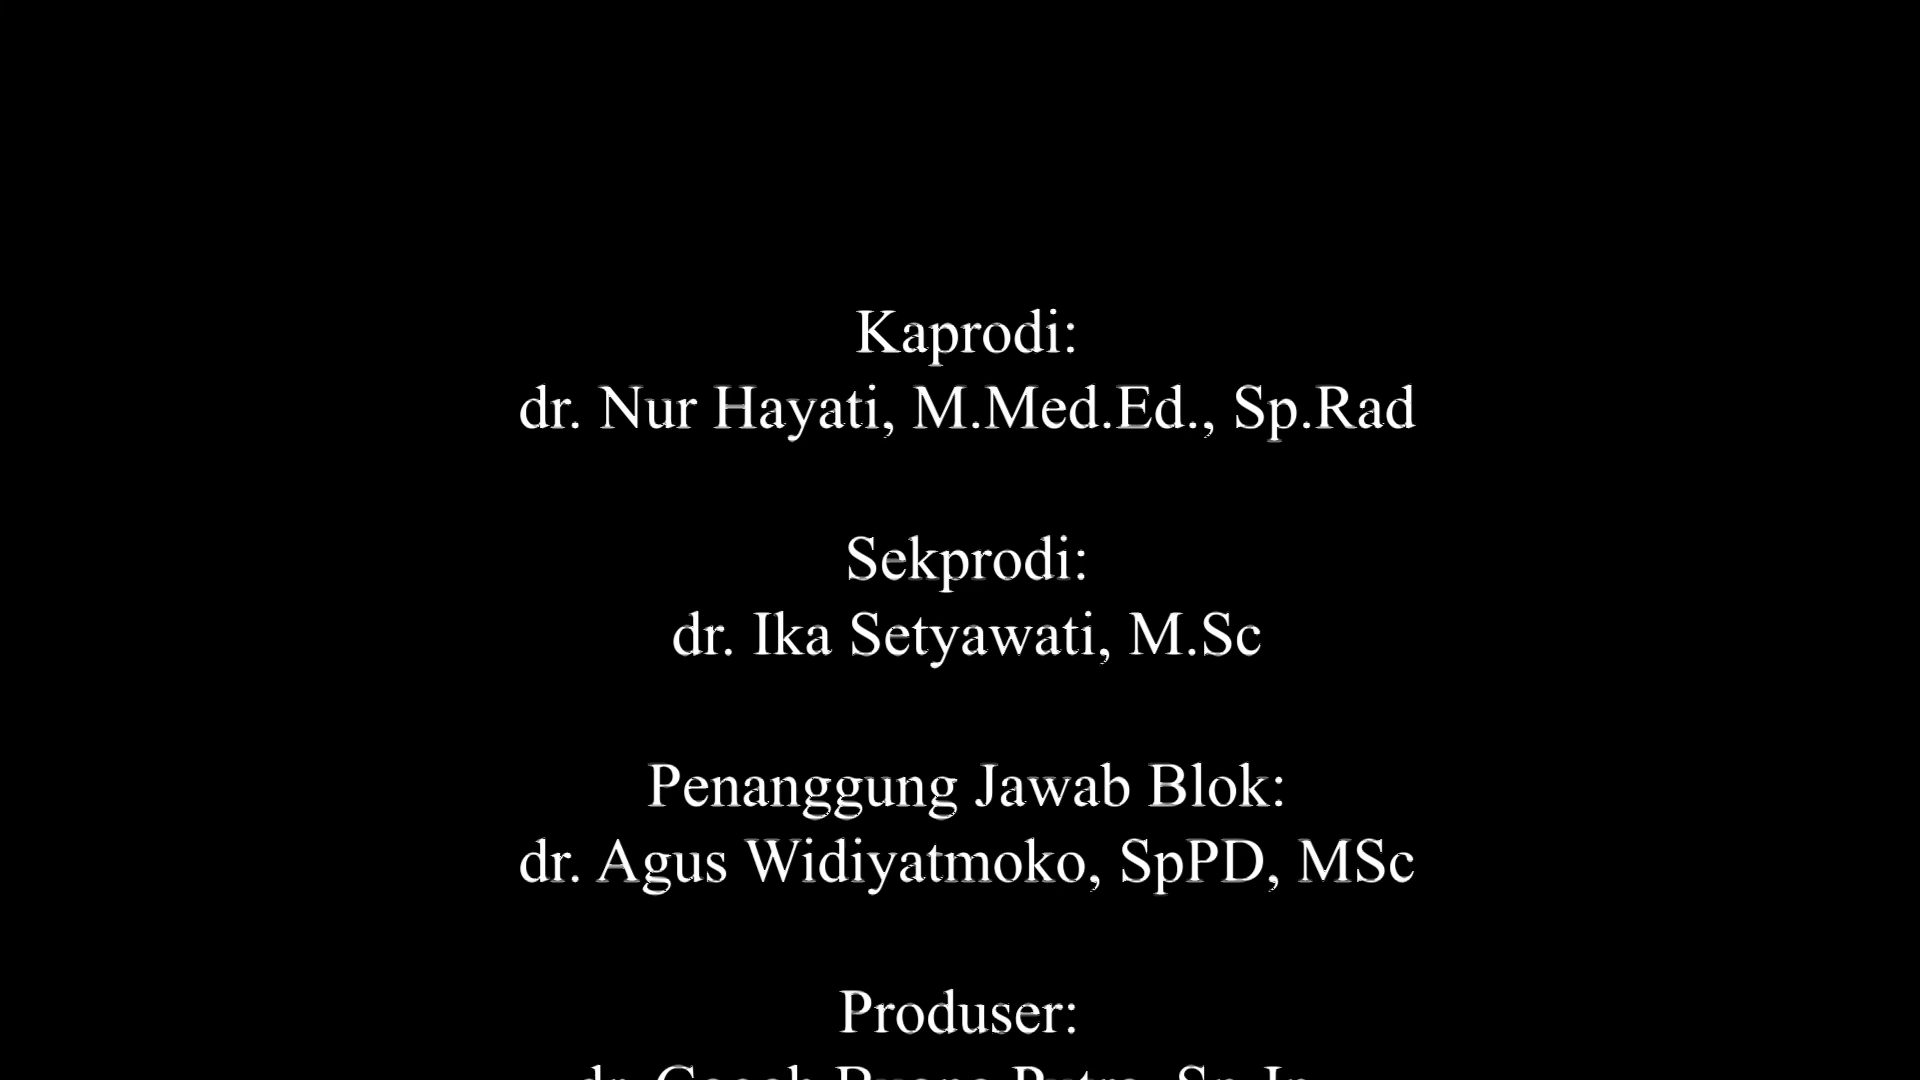 Kaprodi:
dr. Nur Hayati, M.Med.Ed., Sp.Rad
Sekprodi:
dr. Ika Setyawati, M.Sc
Penanggung Jawab Blok:
dr. Agus Widiyatmoko, SpPD, MSc
Produser:
dr.